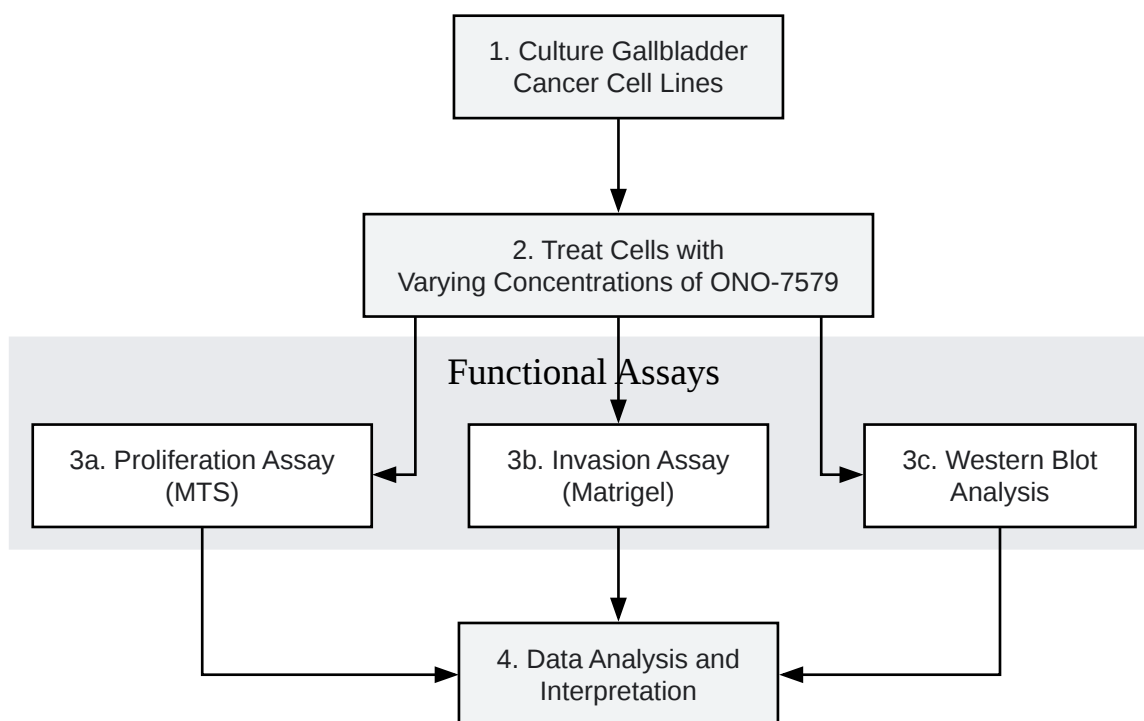 1. Culture Gallbladder
Cancer Cell Lines
2. Treat Cells with
Varying Concentrations of ONO-7579
Functional Assays
3a. Proliferation Assay
(MTS)
3b. Invasion Assay
(Matrigel)
3c. Western Blot
Analysis
4. Data Analysis and
Interpretation